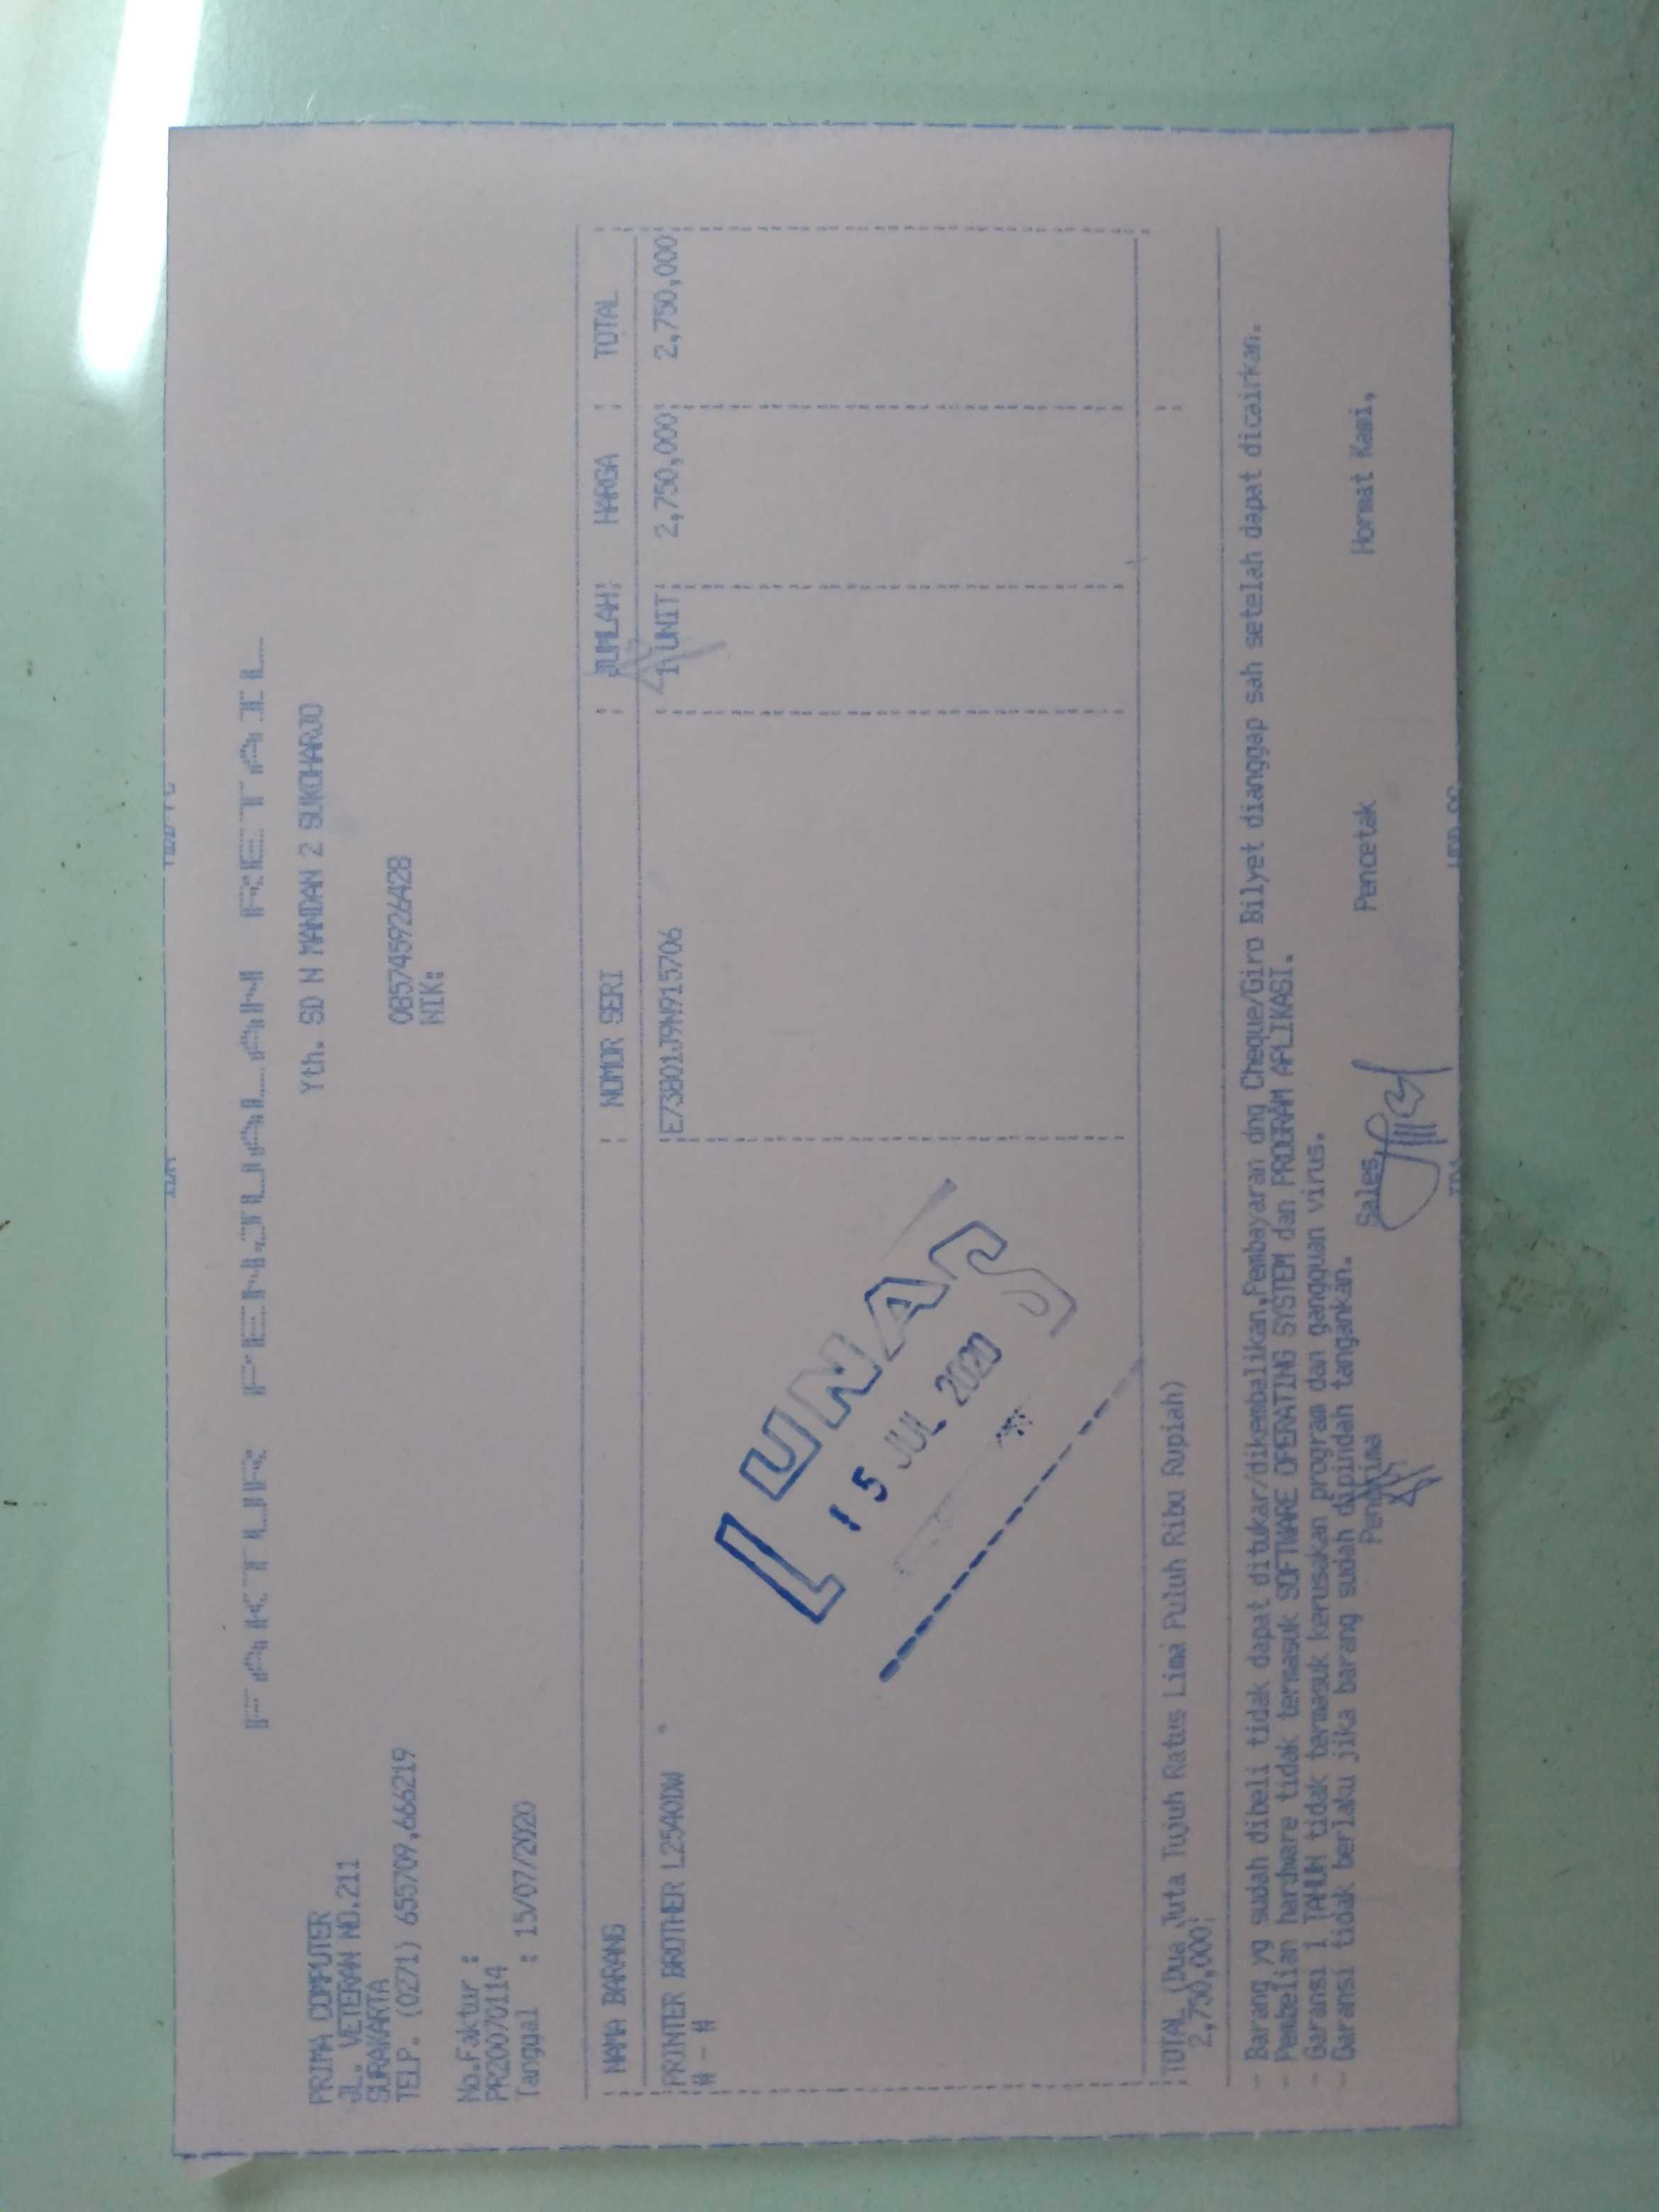 FAKTUR PENJUALAN RETAIL
PRIMA COMPUTER
JL. VETERAN NO.211
SURAKARTA
TELP. (0271) 655709,666219
Yth. SD N MANDAN 2 SUKOHARJO
085745926428
NIK:
No.Faktur :
PR20070114
Tanggal : 15/07/2020
NAMA BARANG NOMOR SERI JUMLAH HARGA TOTAL
PRINTER BROTHER L2540DW E73801J9N915706 1 UNIT 2,750,000 2,750,000
# - #
LUNAS
15 JUL 2020
TOTAL (Dua Juta Tujuh Ratus Lima Puluh Ribu Rupiah)
2,750,000
- Barang yg sudah dibeli tidak dapat ditukar/dikembalikan,Pembayaran dng Cheque/Giro Bilyet dianggap sah setelah dapat dicairkan.
- Pembelian hardware tidak termasuk SOFTWARE OPERATING SYSTEM dan PROGRAM APLIKASI.
- Garansi 1 TAHUN tidak termasuk kerusakan program dan gangguan virus.
- Garansi tidak berlaku jika barang sudah dipindah tangankan.
Penerima Sales, Pencetak Hormat Kami,